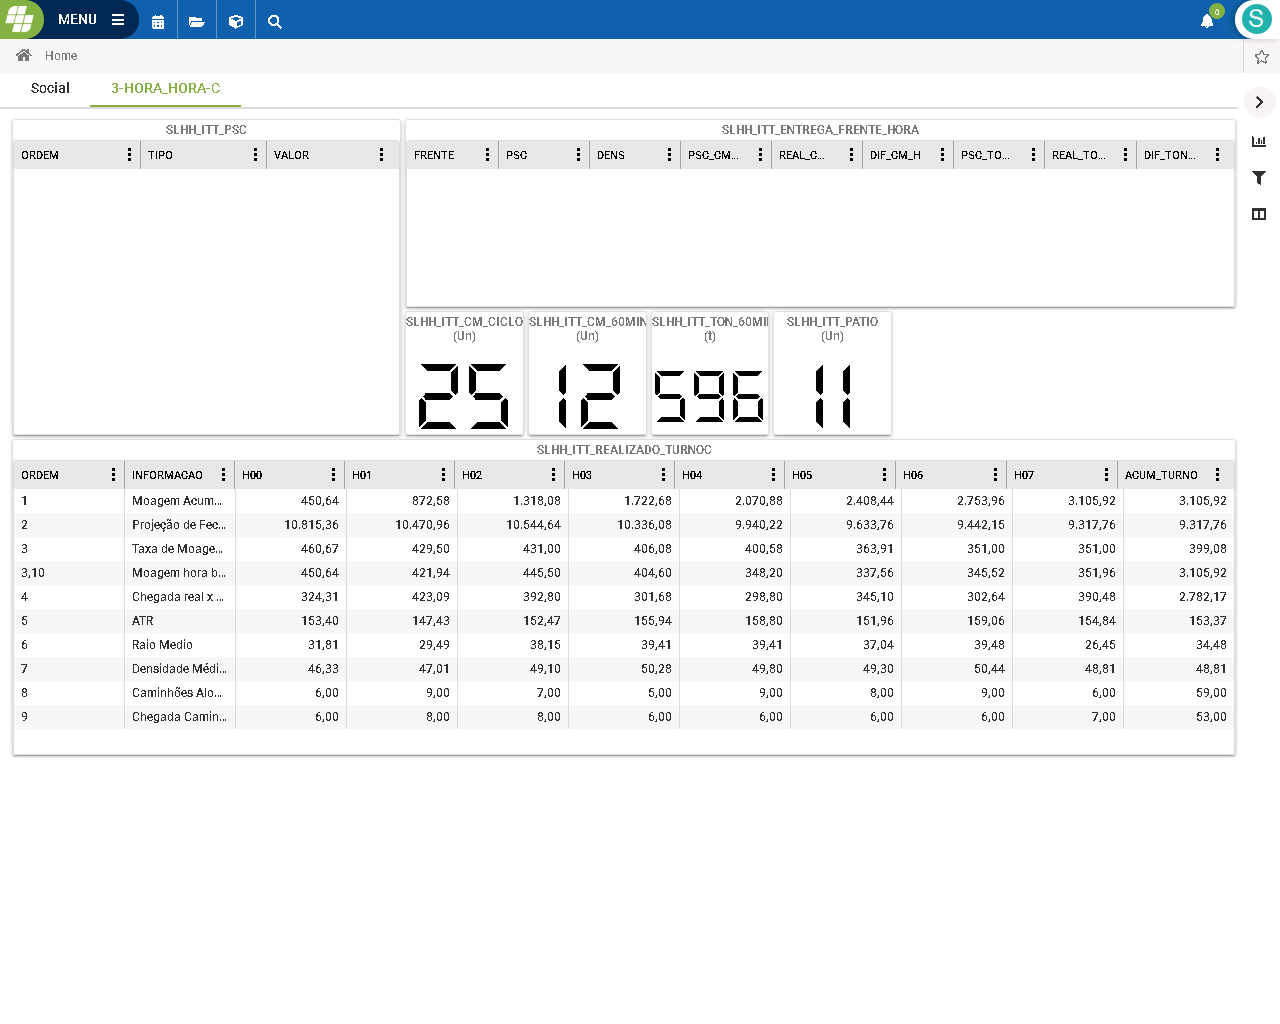 MENU
0
S
Home
Social 3-HORA_HORA-C
SLHH_ITT_PSC
ORDEM TIPO VALOR
SLHH_ITT_ENTREGA_FRENTE_HORA
FRENTE PSC DENS PSC_CM... REAL_C... DIF_CM_H PSC_TO... REAL_TO... DIF_TON...
SLHH_ITT_CM_CICLO
(Un)
25
SLHH_ITT_CM_60MIN
(Un)
12
SLHH_ITT_TON_60MI
(t)
596
SLHH_ITT_PATIO
(Un)
11
SLHH_ITT_REALIZADO_TURNOC
ORDEM INFORMACAO H00 H01 H02 H03 H04 H05 H06 H07 ACUM_TURNO
1 Moagem Acum... 450,64 872,58 1.318,08 1.722,68 2.070,88 2.408,44 2.753,96 3.105,92 3.105,92
2 Projeção de Fec... 10.815,36 10.470,96 10.544,64 10.336,08 9.940,22 9.633,76 9.442,15 9.317,76 9.317,76
3 Taxa de Moage... 460,67 429,50 431,00 406,08 400,58 363,91 351,00 351,00 399,08
3,10 Moagem hora b... 450,64 421,94 445,50 404,60 348,20 337,56 345,52 351,96 3.105,92
4 Chegada real x ... 324,31 423,09 392,80 301,68 298,80 345,10 302,64 390,48 2.782,17
5 ATR 153,40 147,43 152,47 155,94 158,80 151,96 159,06 154,84 153,37
6 Raio Medio 31,81 29,49 38,15 39,41 39,41 37,04 39,48 26,45 34,48
7 Densidade Médi... 46,33 47,01 49,10 50,28 49,80 49,30 50,44 48,81 48,81
8 Caminhões Alo... 6,00 9,00 7,00 5,00 9,00 8,00 9,00 6,00 59,00
9 Chegada Camin... 6,00 8,00 8,00 6,00 6,00 6,00 6,00 7,00 53,00